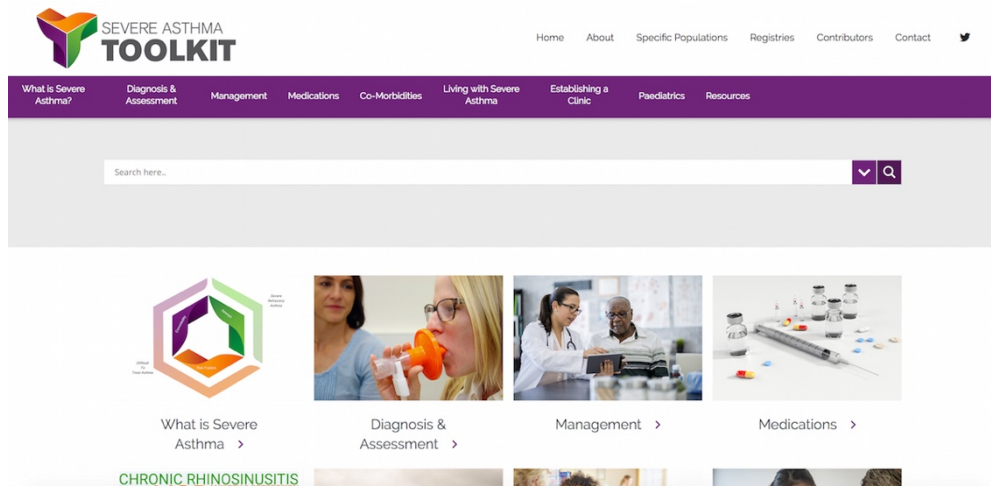 SEVERE ASTHMA
TOOLKIT
Home About Specific Populations Registries Contributors Contact
What is Severe
Asthma?
Diagnosis &
Assessment
Management
Medications
Co-Morbidities
Living with Severe
Asthma
Establishing a
Clinic
Paediatrics
Resources
Search here..
What is Severe
Asthma
Diagnosis &
Assessment
Management
Medications
CHRONIC RHINOSINUSITIS